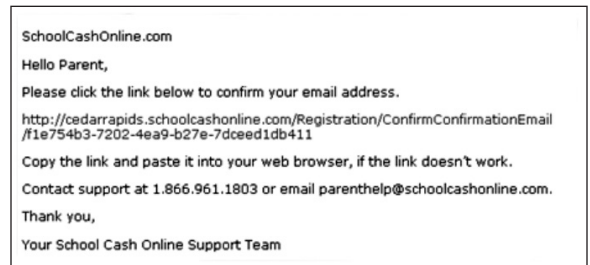 SchoolCashOnline.com
Hello Parent,
Please click the link below to confirm your email address.
http://cedarrapids.schoolcashonline.com/Registration/ConfirmConfirmationEmail
/f1e754b3-7202-4ea9-b27e-7dceed1db411
Copy the link and paste it into your web browser, if the link doesn't work.
Contact support at 1.866.961.1803 or email parenthelp@schoolcashonline.com.
Thank you,
Your School Cash Online Support Team